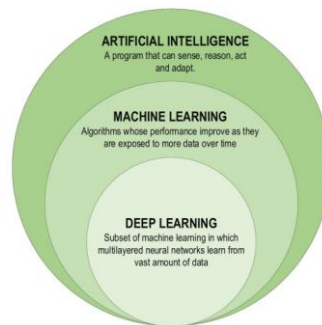 ARTIFICIAL INTELLIGENCE
A program that can sense, reason, act
and adapt.
MACHINE LEARNING
Algorithms whose performance improve as they
are exposed to more data over time
DEEP LEARNING
Subset of machine learning in which
multilayered neural networks learn from
vast amount of data